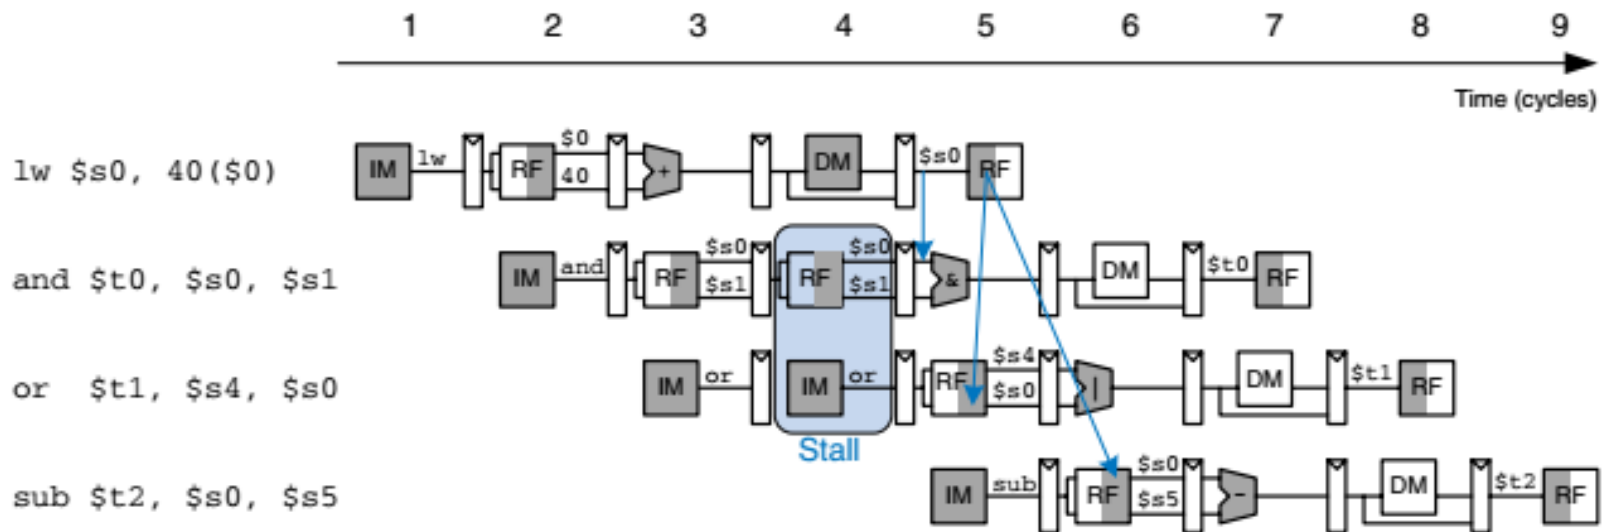 1 2 3 4 5 6 7 8 9
Time (cycles)
$0
lw $s0, 40($0) IM lw RF + DM $s0 RF
40
$s0 $s0
and $t0, $s0, $s1 IM and RF RF & DM $t0 RF
$s1 $s1
$s4
or $t1, $s4, $s0 IM or IM or RF | DM $t1 RF
$s0
Stall
$s0
sub $t2, $s0, $s5 IM sub RF - DM $t2 RF
$s5